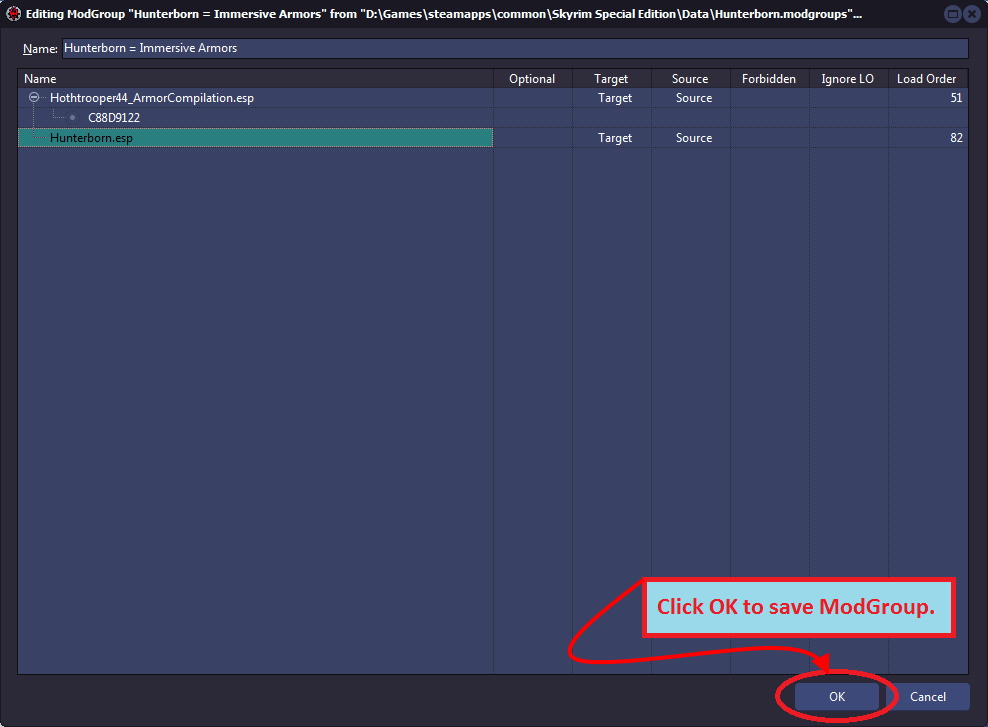 Editing ModGroup "Hunterborn = Immersive Armors" from "D:\Games\steamapps\common\Skyrim Special Edition\Data\Hunterborn.modgroups"...
Name: Hunterborn = Immersive Armors
Name Optional Target Source Forbidden Ignore LO Load Order
Hothtrooper44_ArmorCompilation.esp Target Source 51
C88D9122
Hunterborn.esp Target Source 82
Click OK to save ModGroup.
OK Cancel